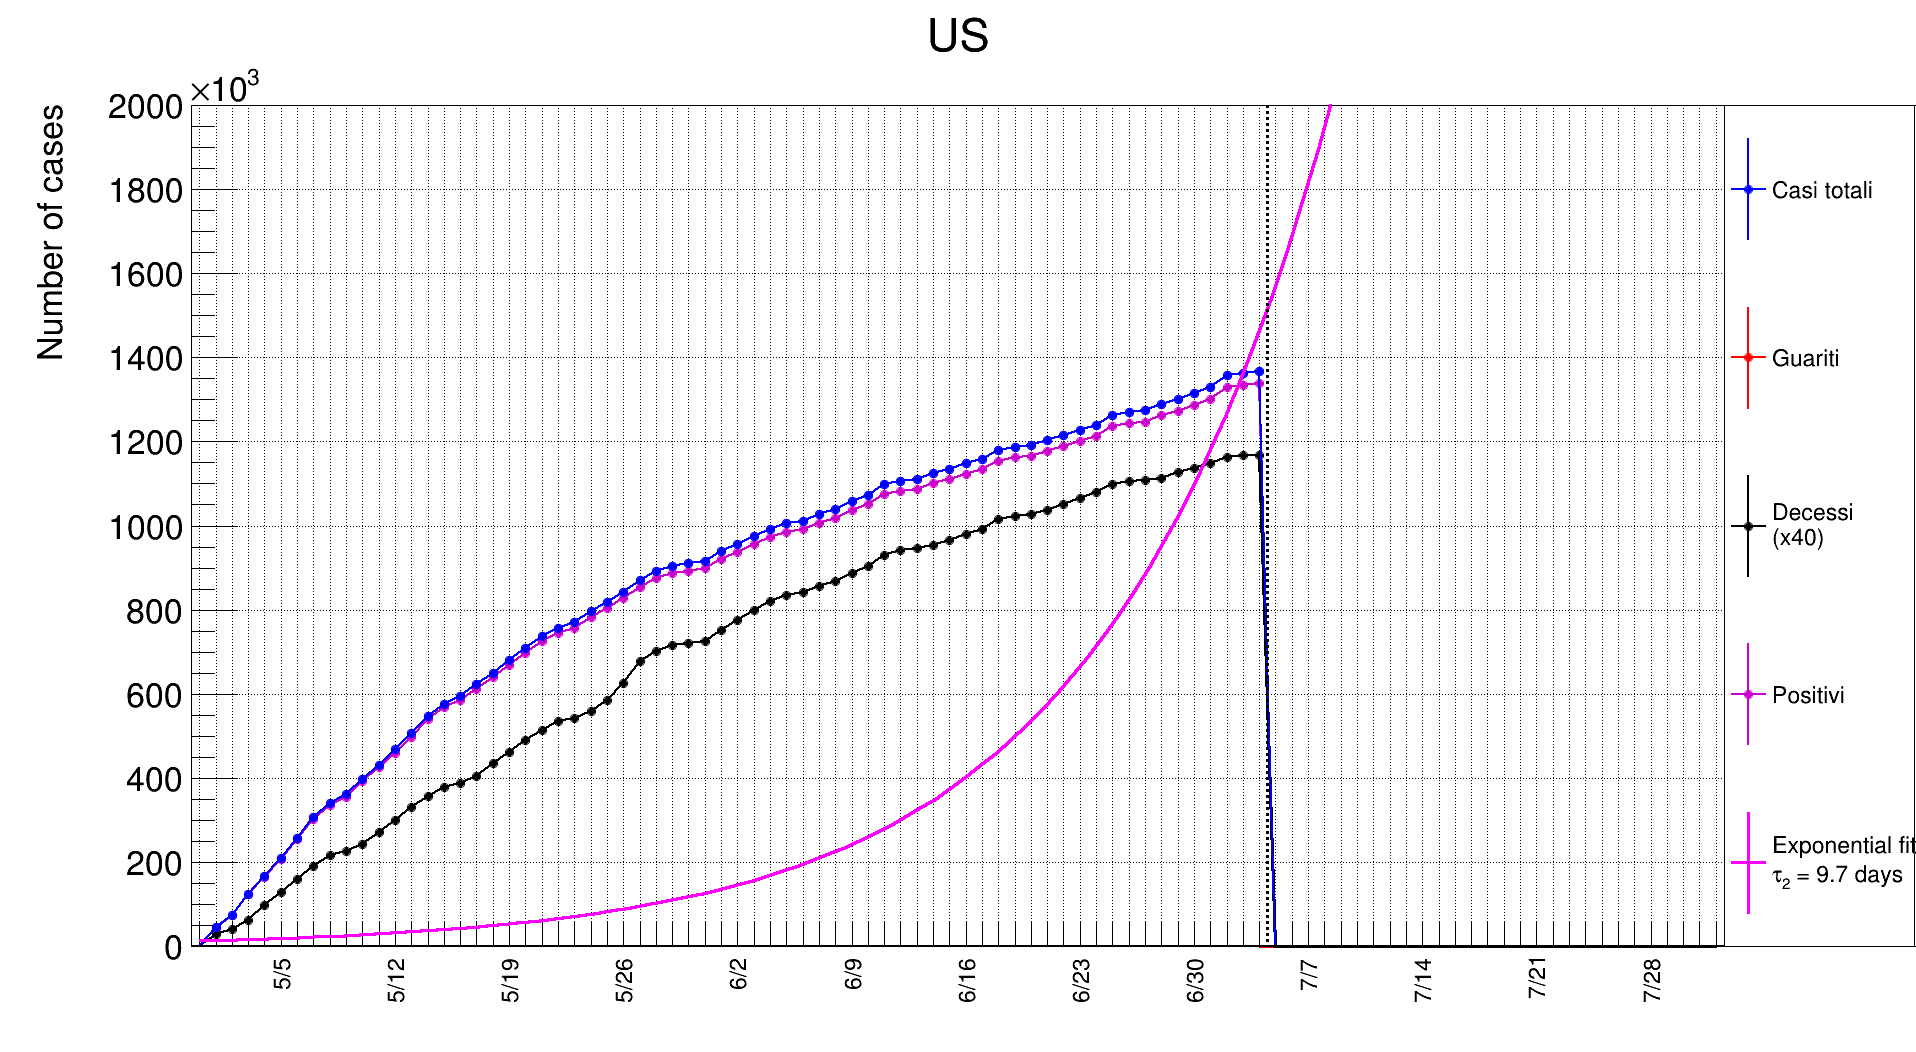 US
×10³
Number of cases
2000
1800
1600
1400
1200
1000
800
600
400
200
0
5/5
5/12
5/19
5/26
6/2
6/9
6/16
6/23
6/30
7/7
7/14
7/21
7/28
Casi totali
Guariti
Decessi
(x40)
Positivi
Exponential fit
τ₂ = 9.7 days